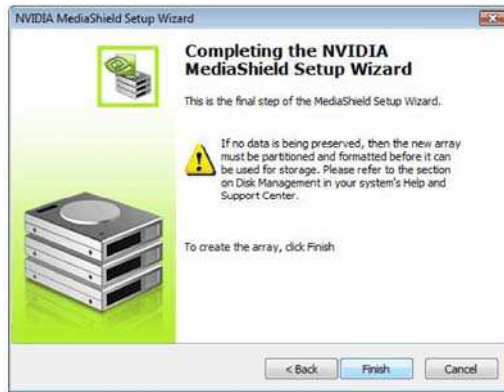 NVIDIA MediaShield Setup Wizard
Completing the NVIDIA
MediaShield Setup Wizard
This is the final step of the MediaShield Setup Wizard.
If no data is being preserved, then the new array
must be partitioned and formatted before it can
be used for storage. Please refer to the section
on Disk Management in your system's Help and
Support Center.
To create the array, click Finish
< Back
Finish
Cancel